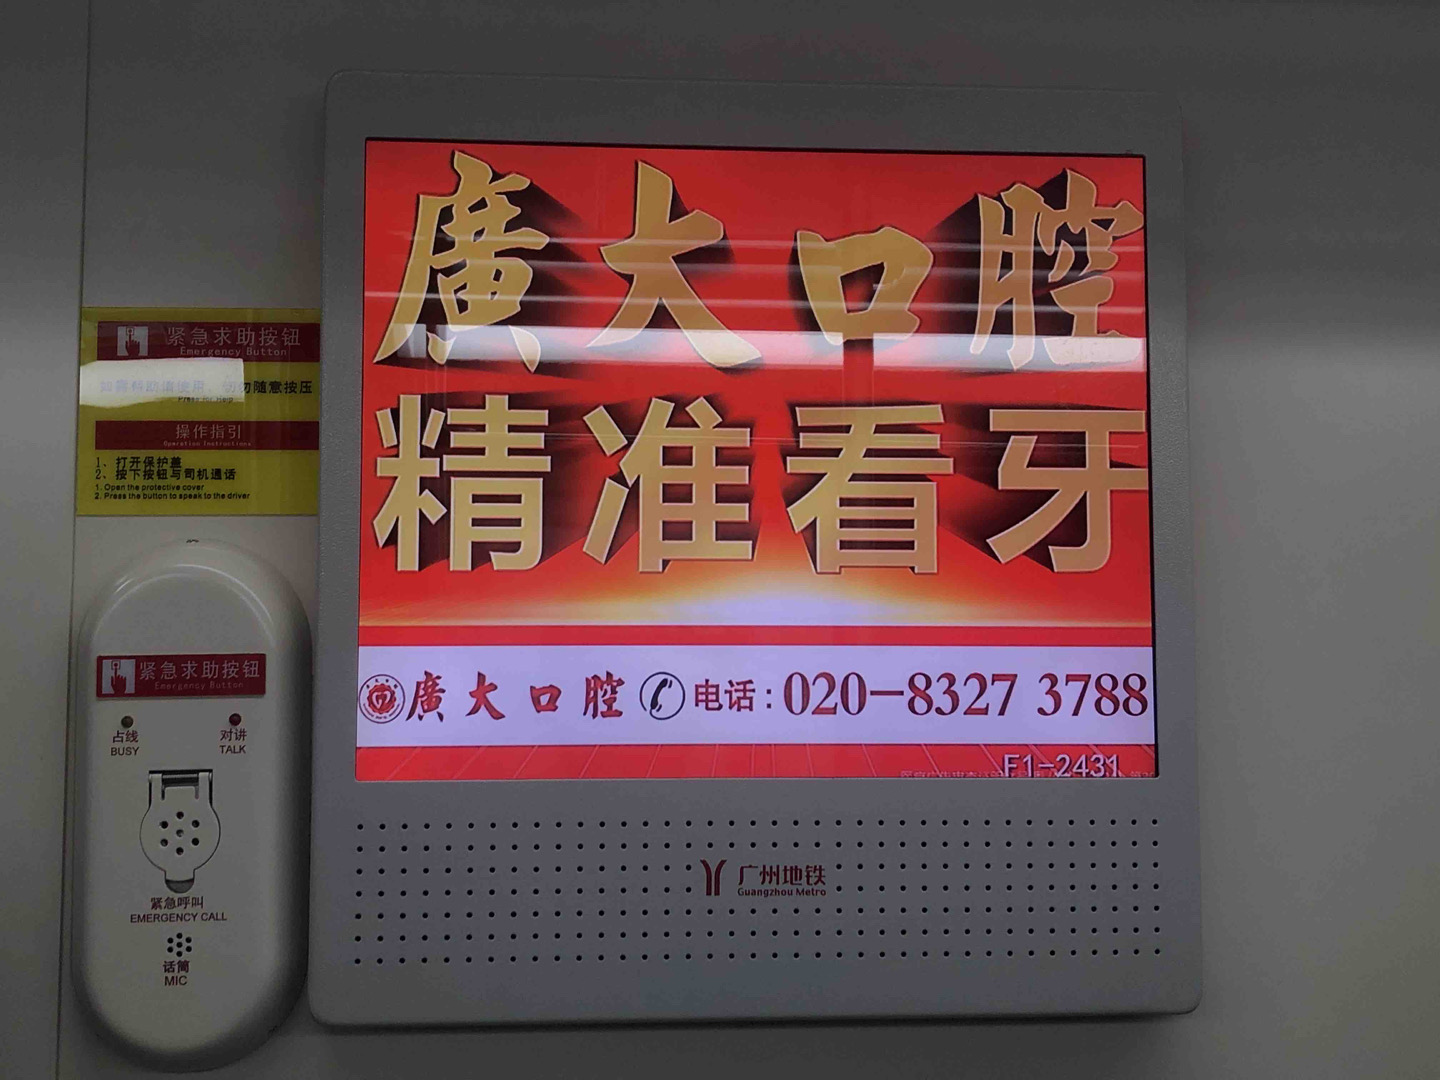 廣大口腔
精准看牙
廣大口腔 电话：020-8327 3788
F1-2431
广州地铁
Guangzhou Metro
紧急求助按钮
Emergency Button
切勿随意按压
Press for Help
操作指引
Operation Instructions
1、打开保护盖
2、按下按钮与司机通话
1. Open the protective cover
2. Press the button to speak to the driver
紧急求助按钮
Emergency Button
占线 对讲
BUSY TALK
紧急呼叫
EMERGENCY CALL
话筒
MIC